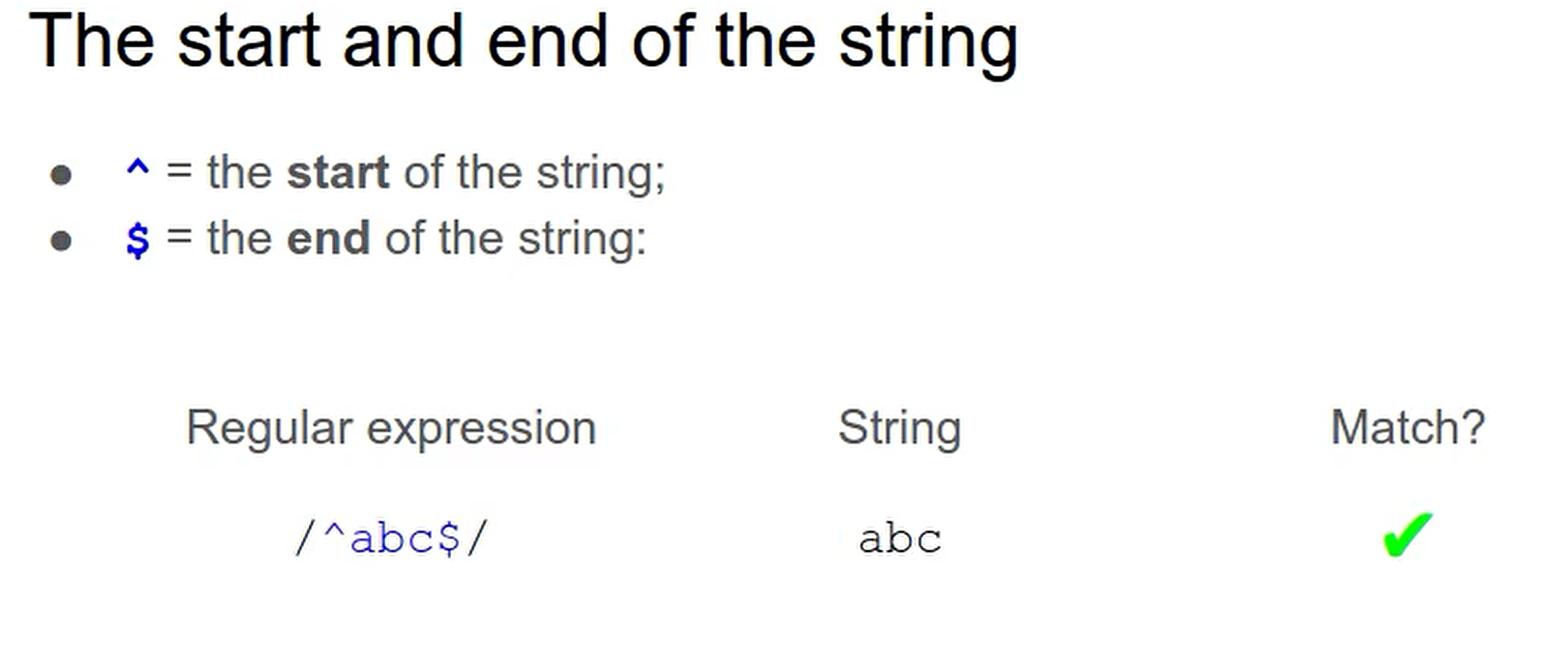 The start and end of the string
● ^ = the start of the string;
● $ = the end of the string:
Regular expression String Match?
/^abc$/ abc ✔